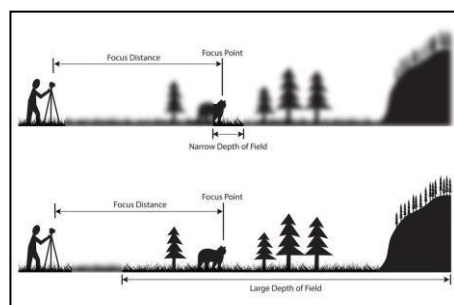 Focus Distance
Focus Point
Narrow Depth of Field
Focus Distance
Focus Point
Large Depth of Field